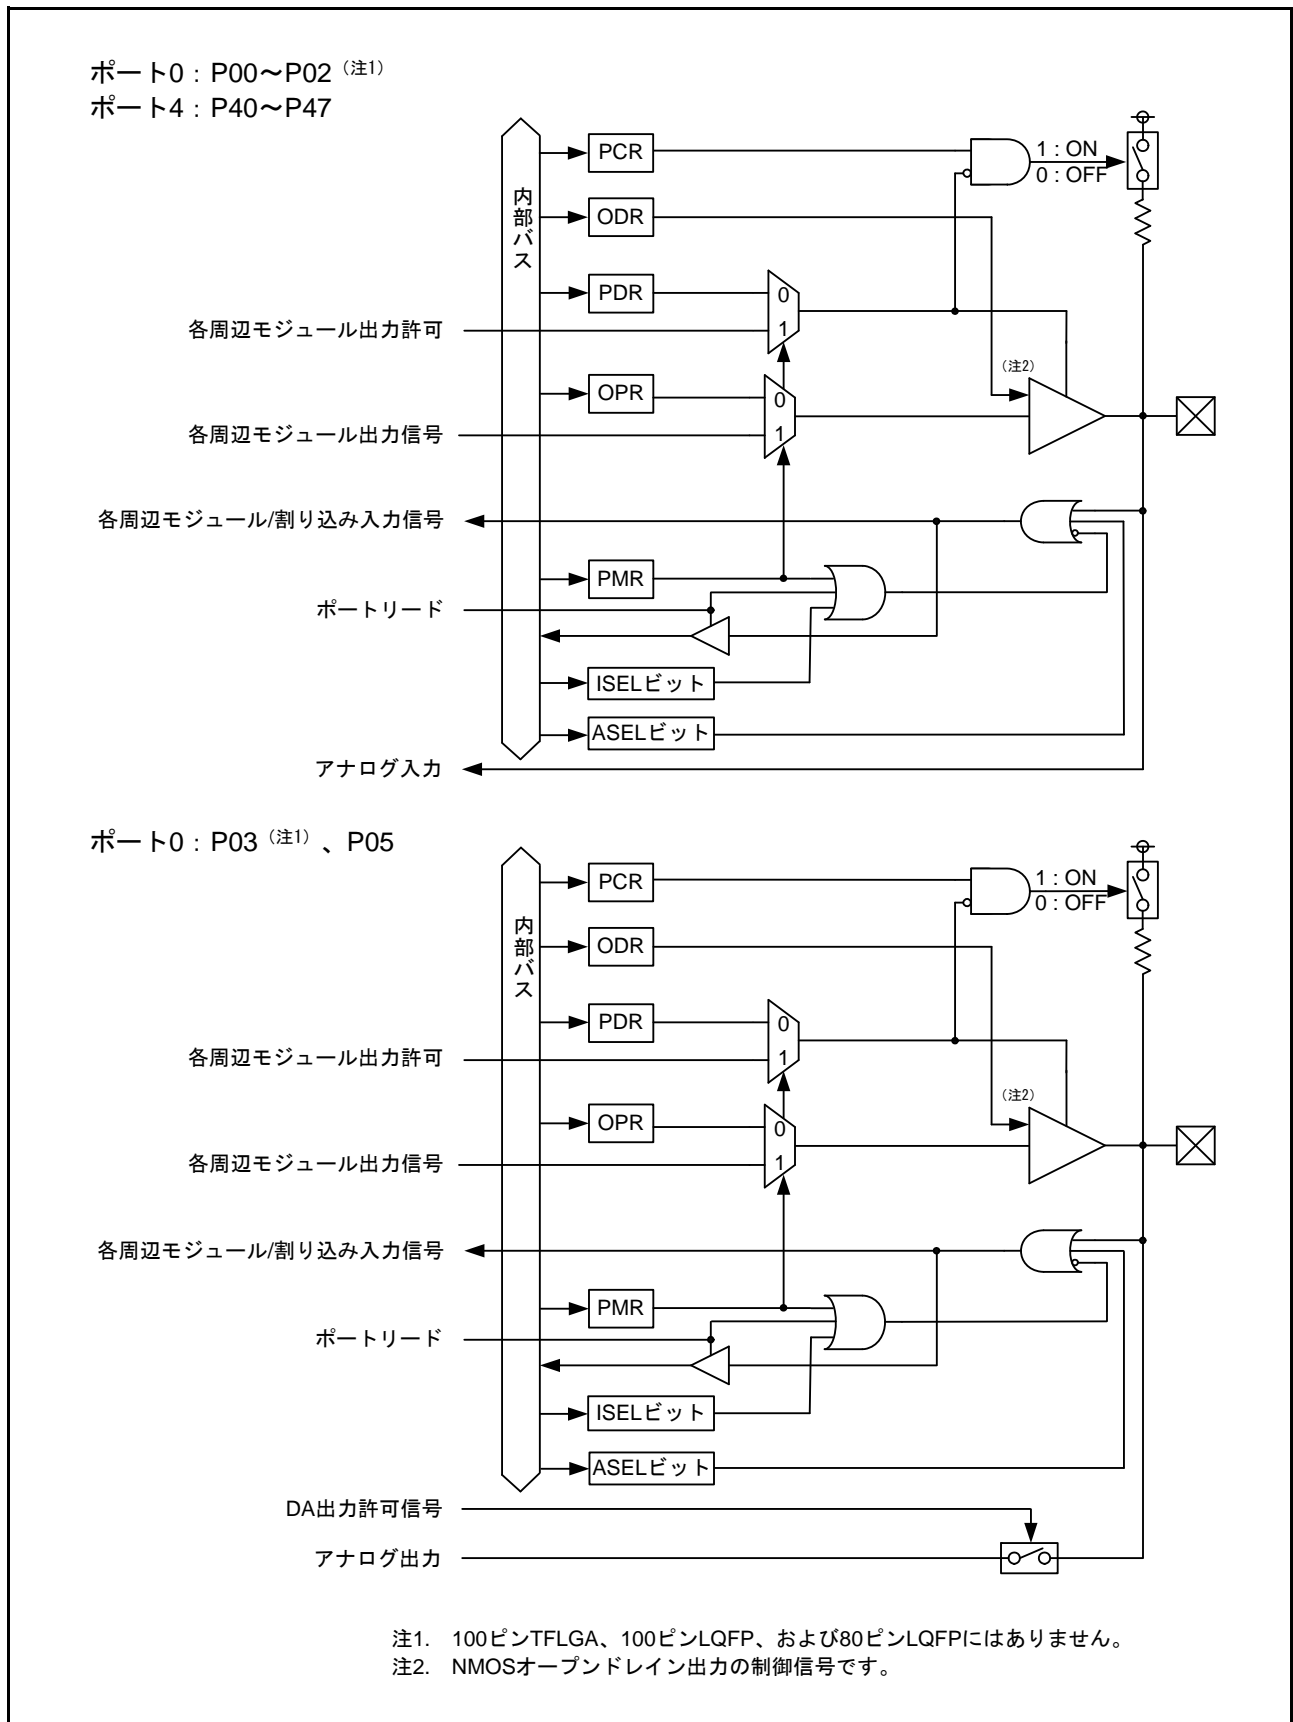 ポート0：P00～P02（注1）
ポート4：P40～P47
内部バス
PCR
1 : ON
0 : OFF
ODR
PDR
0
各周辺モジュール出力許可
1
（注2）
OPR
0
各周辺モジュール出力信号
1
各周辺モジュール/割り込み入力信号
PMR
ポートリード
ISELビット
ASELビット
アナログ入力
ポート0：P03（注1）、P05
内部バス
PCR
1 : ON
0 : OFF
ODR
PDR
0
各周辺モジュール出力許可
1
（注2）
OPR
0
各周辺モジュール出力信号
1
各周辺モジュール/割り込み入力信号
PMR
ポートリード
ISELビット
ASELビット
DA出力許可信号
アナログ出力
注1. 100ピンTFLGA、100ピンLQFP、および80ピンLQFPにはありません。
注2. NMOSオープンドレイン出力の制御信号です。